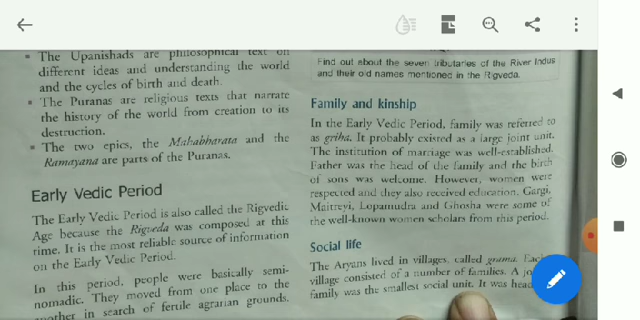 • The Upanishads are philosophical text on
different ideas and understanding the world
and the cycles of birth and death.
• The Puranas are religious texts that narrate
the history of the world from creation to its
destruction.
• The two epics, the Mahabharata and the
Ramayana are parts of the Puranas.
Early Vedic Period
The Early Vedic Period is also called the Rigvedic
Age because the Rigveda was composed at this
time. It is the most reliable source of information
on the Early Vedic Period.
In this period, people were basically semi-
nomadic. They moved from one place to the
another in search of fertile agrarian grounds.
Find out about the seven tributaries of the River Indus
and their old names mentioned in the Rigveda.
Family and kinship
In the Early Vedic Period, family was referred to
as griha. It probably existed as a large joint unit.
The institution of marriage was well-established.
Father was the head of the family and the birth
of sons was welcome. However, women were
respected and they also received education. Gargi,
Maitreyi, Lopamudra and Ghosha were some of
the well-known women scholars from this period.
Social life
The Aryans lived in villages, called grama.
village consisted of a number of families. A
family was the smallest social unit. It was